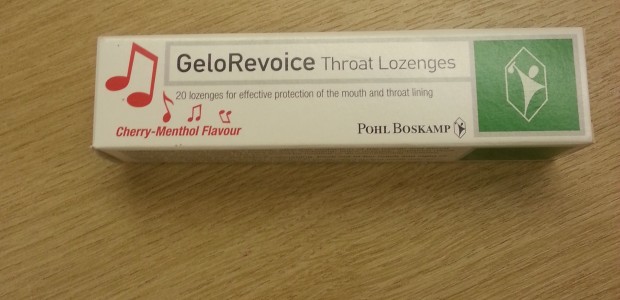 GeloRevoice Throat Lozenges
20 lozenges for effective protection of the mouth and throat lining
Cherry-Menthol Flavour
POHL BOSKAMP